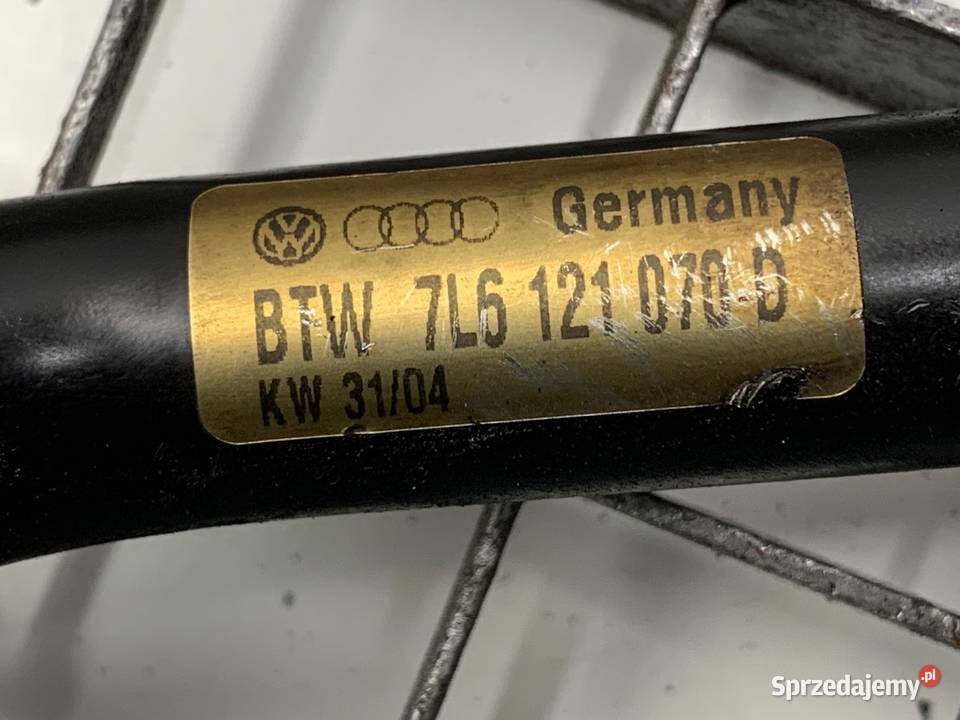 Germany
BTW 7L6 121 070-D
KW 31/04
Sprzedajemy.pl